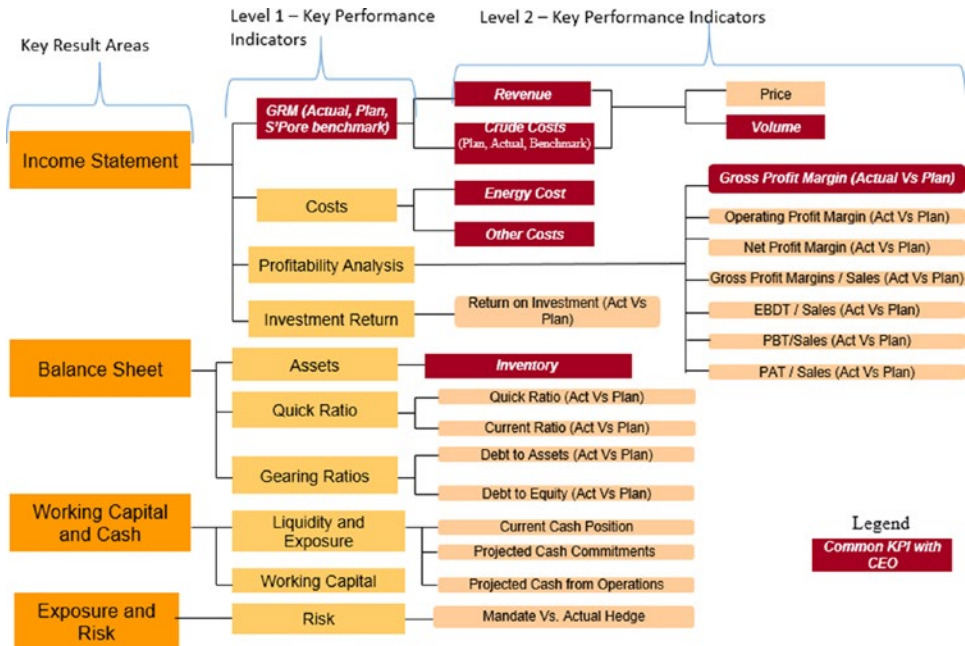 Key Result Areas
Level 1 – Key Performance
Indicators
Level 2 – Key Performance Indicators
Income Statement
GRM (Actual, Plan,
S'Pore benchmark)
Revenue
Crude Costs
(Plan, Actual, Benchmark)
Price
Volume
Costs
Energy Cost
Other Costs
Profitability Analysis
Gross Profit Margin (Actual Vs Plan)
Operating Profit Margin (Act Vs Plan)
Net Profit Margin (Act Vs Plan)
Gross Profit Margins / Sales (Act Vs Plan)
EBDT / Sales (Act Vs Plan)
PBT/Sales (Act Vs Plan)
PAT / Sales (Act Vs Plan)
Investment Return
Return on Investment (Act Vs
Plan)
Balance Sheet
Assets
Inventory
Quick Ratio
Quick Ratio (Act Vs Plan)
Current Ratio (Act Vs Plan)
Gearing Ratios
Debt to Assets (Act Vs Plan)
Debt to Equity (Act Vs Plan)
Working Capital
and Cash
Liquidity and
Exposure
Current Cash Position
Projected Cash Commitments
Working Capital
Projected Cash from Operations
Exposure and
Risk
Risk
Mandate Vs. Actual Hedge
Legend
Common KPI with
CEO